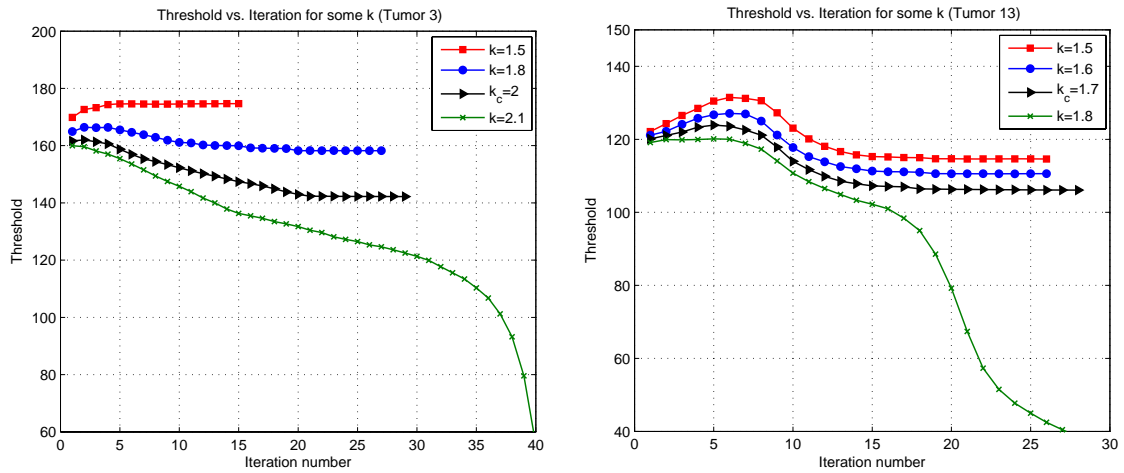 Threshold vs. Iteration for some k (Tumor 3)
200
180
160
140
120
100
80
60
0 5 10 15 20 25 30 35 40
Threshold
Iteration number
k=1.5
k=1.8
k_c=2
k=2.1
Threshold vs. Iteration for some k (Tumor 13)
150
140
120
100
80
60
40
0 5 10 15 20 25 30
Threshold
Iteration number
k=1.5
k=1.6
k_c=1.7
k=1.8